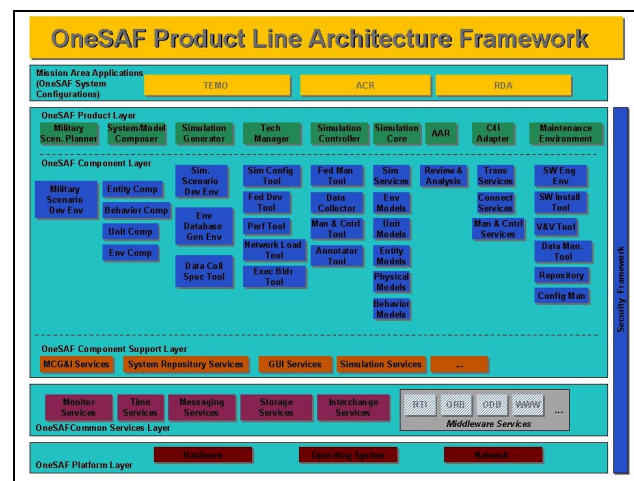 OneSAF Product Line Architecture Framework
Mission Area Applications
(OneSAF System
Configurations)
TEMO
ACR
RDA
OneSAF Product Layer
Military
Scen. Planner
System/Model
Composer
Simulation
Generator
Tech
Manager
Simulation
Controller
Simulation
Core
AAR
C4I
Adapter
Maintenance
Environment
OneSAF Component Layer
Military
Scenario
Dev Env
Entity Comp
Behavior Comp
Unit Comp
Env Comp
Sim.
Scenario
Dev Env
Env
Database
Gen Env
Data Coll
Spec Tool
Sim Config
Tool
Fed Dev
Tool
Perf Tool
Network Load
Tool
Exec Bldr
Tool
Fed Man
Tool
Data
Collector
Man & Cntrl
Tool
Annotator
Tool
Sim
Services
Env
Models
Unit
Models
Entity
Models
Physical
Models
Behavior
Models
Review &
Analysis
Trans
Services
Connect
Services
Man & Cntrl
Services
SW Eng
Env
SW Install
Tool
V&V Tool
Data Man.
Tool
Repository
Config Man
Security Framework
OneSAF Component Support Layer
MCG&I Services
System Repository Services
GUI Services
Simulation Services
...
Monitor
Services
Time
Services
Messaging
Services
Storage
Services
Interchange
Services
RTI
ORB
ODB
WWW
...
Middleware Services
OneSAFCommon Services Layer
Hardware
Operating System
Network
OneSAF Platform Layer